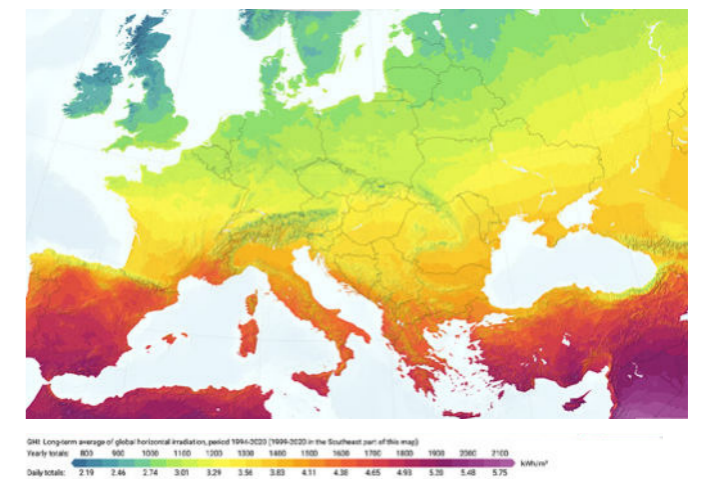 GHI: Long-term average of global horizontal irradiation, period 1994-2020 (1999-2020 in the Southeast part of this map)
Yearly totals: 800 900 1000 1100 1200 1300 1400 1500 1600 1700 1800 1900 2000 2100 kWh/m²
Daily totals: 2.19 2.46 2.74 3.01 3.29 3.56 3.83 4.11 4.38 4.65 4.93 5.20 5.48 5.75